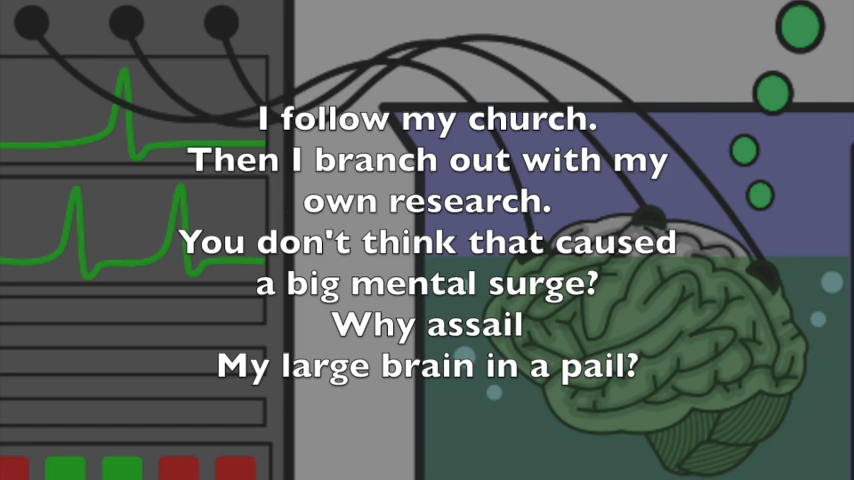 I follow my church.
Then I branch out with my
own research.
You don't think that caused
a big mental surge?
Why assail
My large brain in a pail?